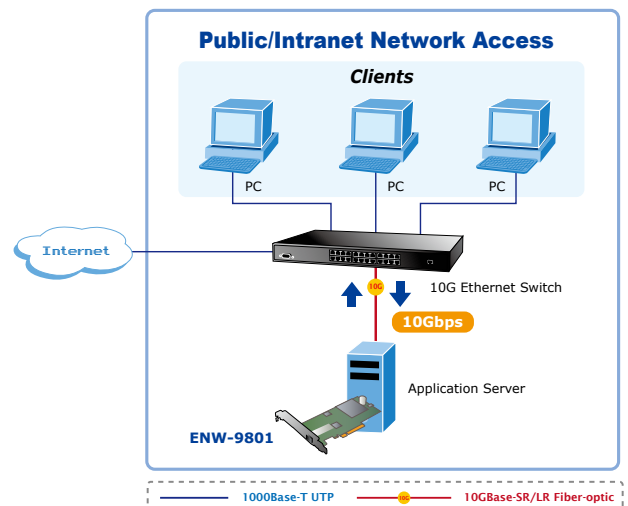 Public/Intranet Network Access
Clients
PC
PC
PC
Internet
10G Ethernet Switch
10G
10Gbps
Application Server
ENW-9801
1000Base-T UTP
10G
10GBase-SR/LR Fiber-optic